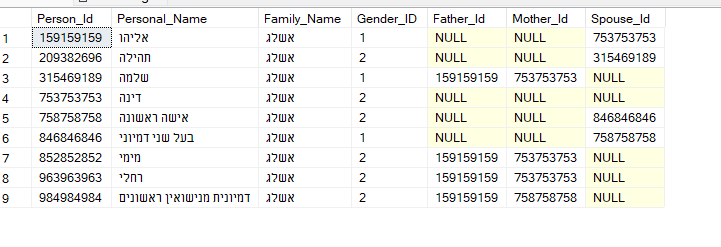 Person_Id Personal_Name Family_Name Gender_ID Father_Id Mother_Id Spouse_Id
1 159159159 אליהו אשלג 1 NULL NULL 753753753
2 209382696 תהילה אשלג 2 NULL NULL 315469189
3 315469189 שלמה אשלג 1 159159159 753753753 NULL
4 753753753 דינה אשלג 2 NULL NULL NULL
5 758758758 אישה ראשונה אשלג 2 NULL NULL 846846846
6 846846846 בעל שני דמיוני אשלג 1 NULL NULL 758758758
7 852852852 מימי אשלג 2 159159159 753753753 NULL
8 963963963 רחלי אשלג 2 159159159 753753753 NULL
9 984984984 דמיונית מנישואין ראשונים אשלג 2 159159159 758758758 NULL